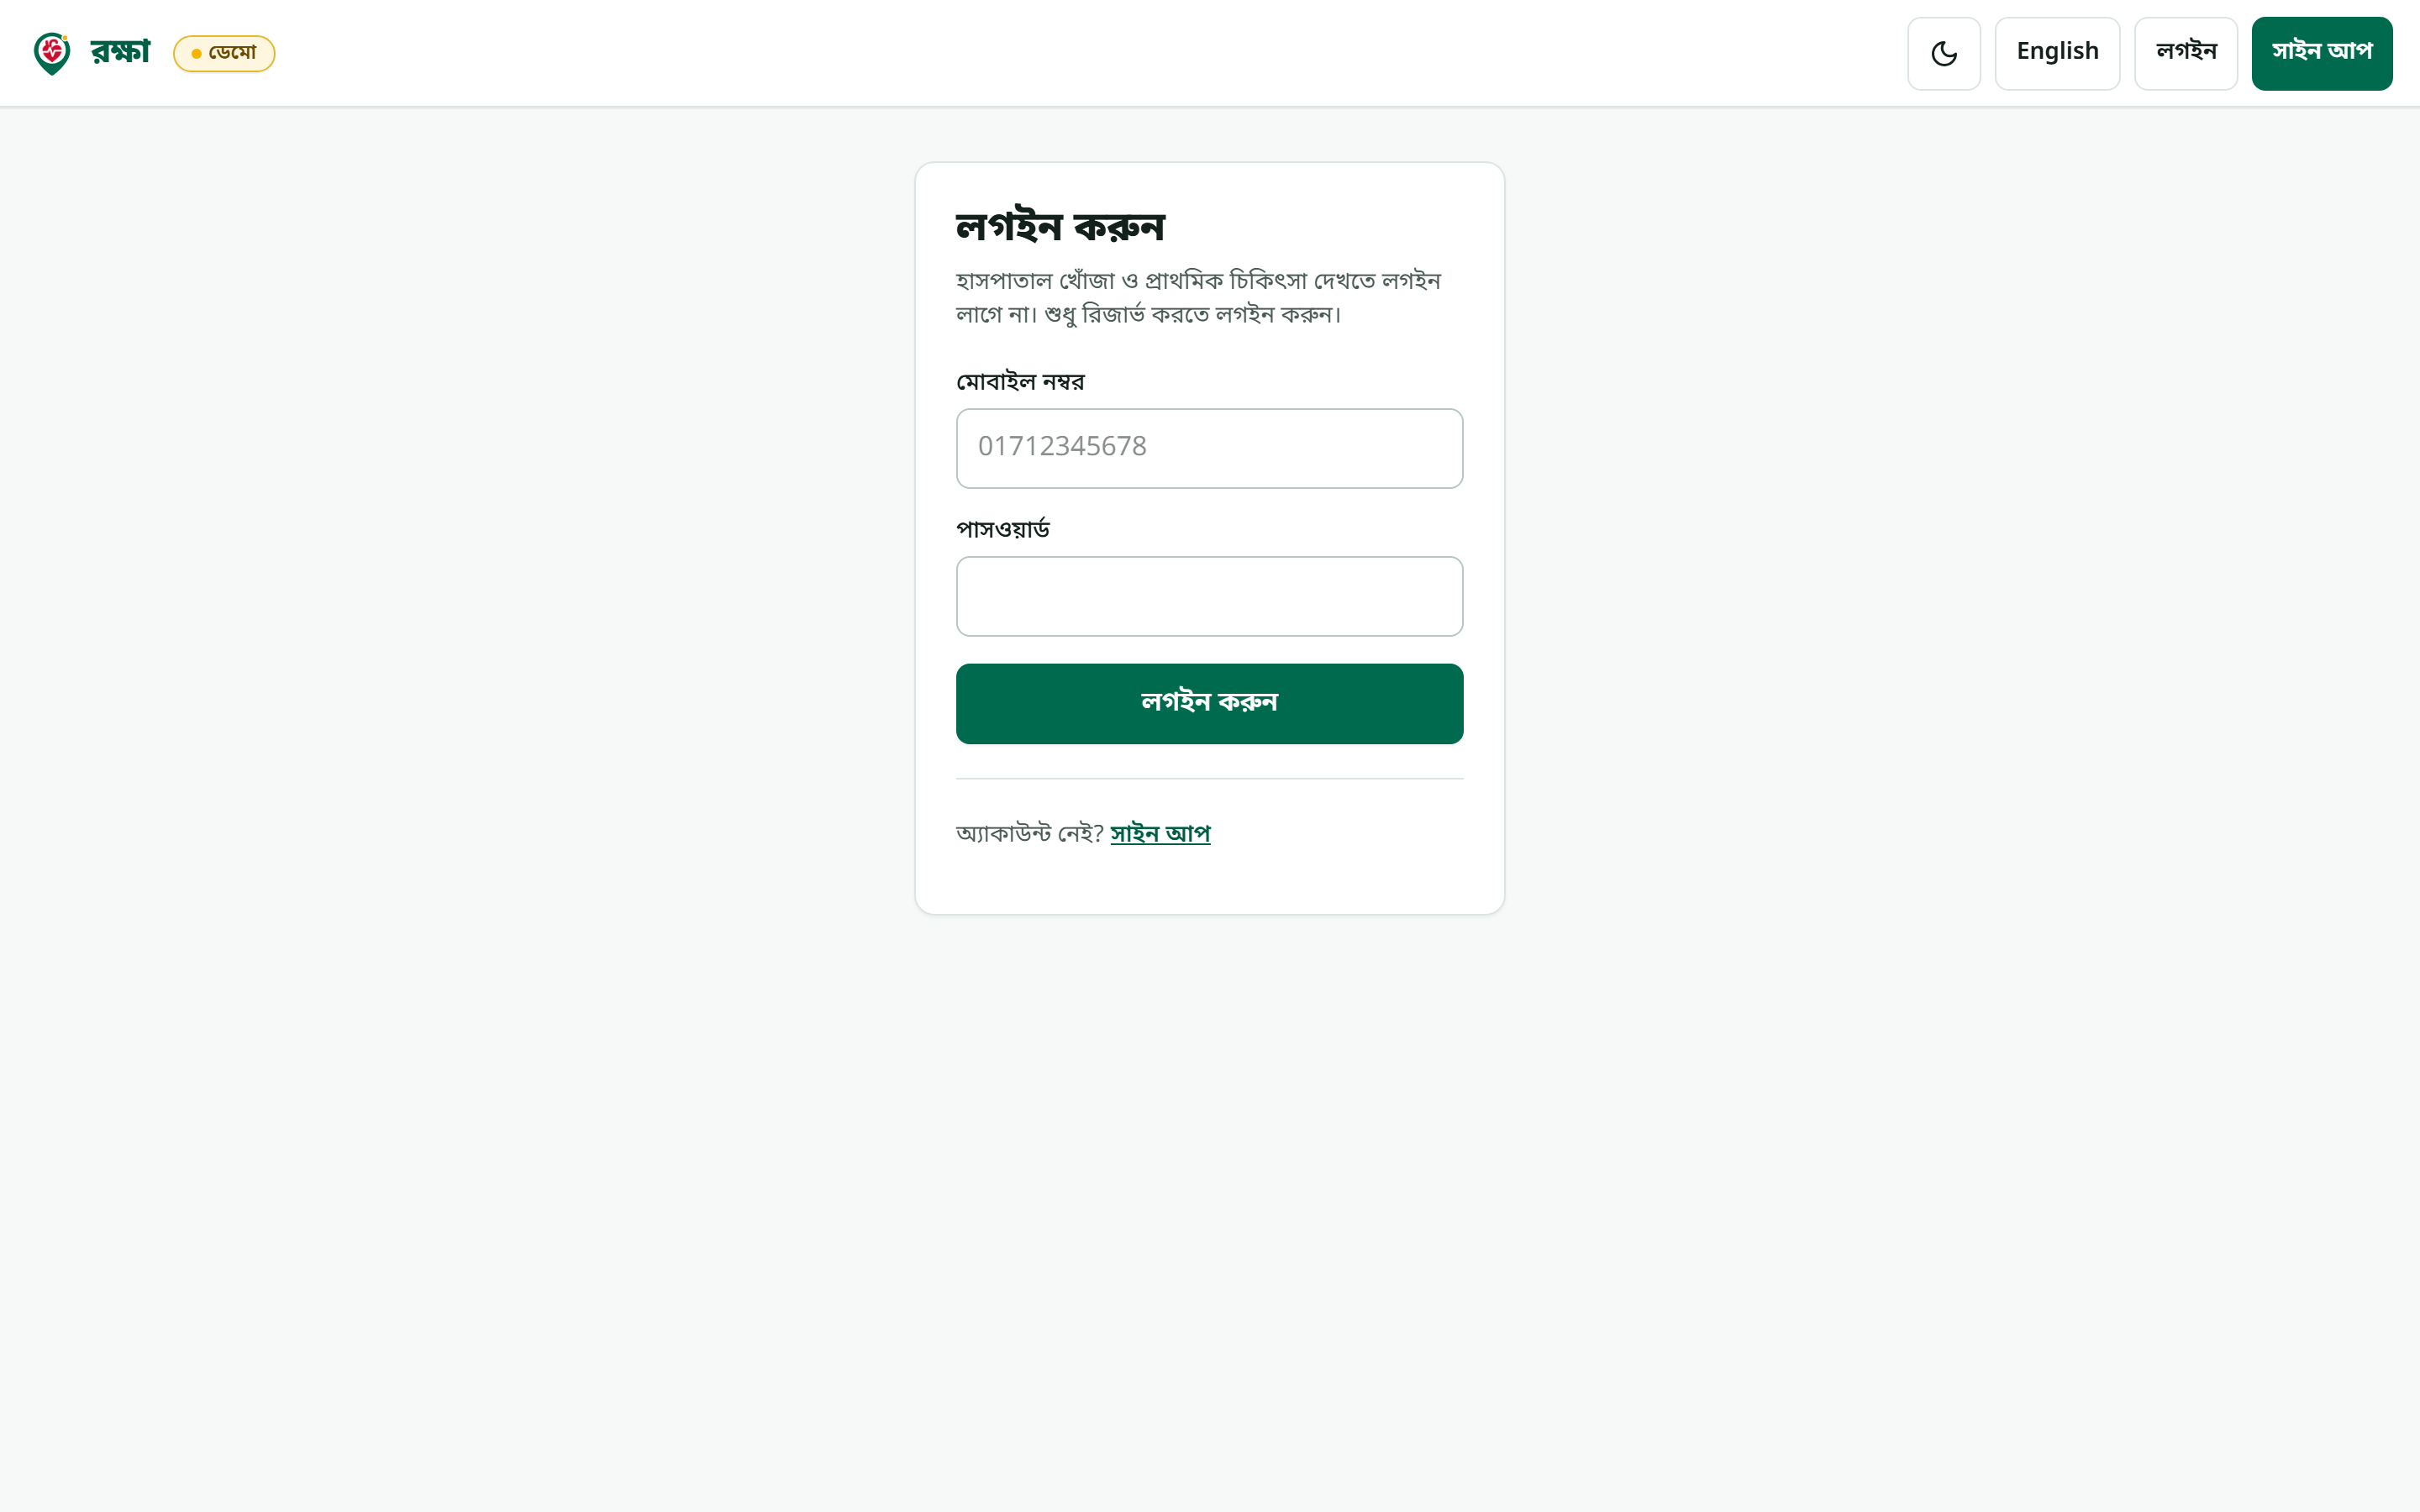 রক্ষা
ডেমো
English
লগইন
সাইন আপ
লগইন করুন
হাসপাতাল খোঁজা ও প্রাথমিক চিকিৎসা দেখতে লগইন
লাগে না। শুধু রিজার্ভ করতে লগইন করুন।
মোবাইল নম্বর
01712345678
পাসওয়ার্ড
লগইন করুন
অ্যাকাউন্ট নেই? সাইন আপ